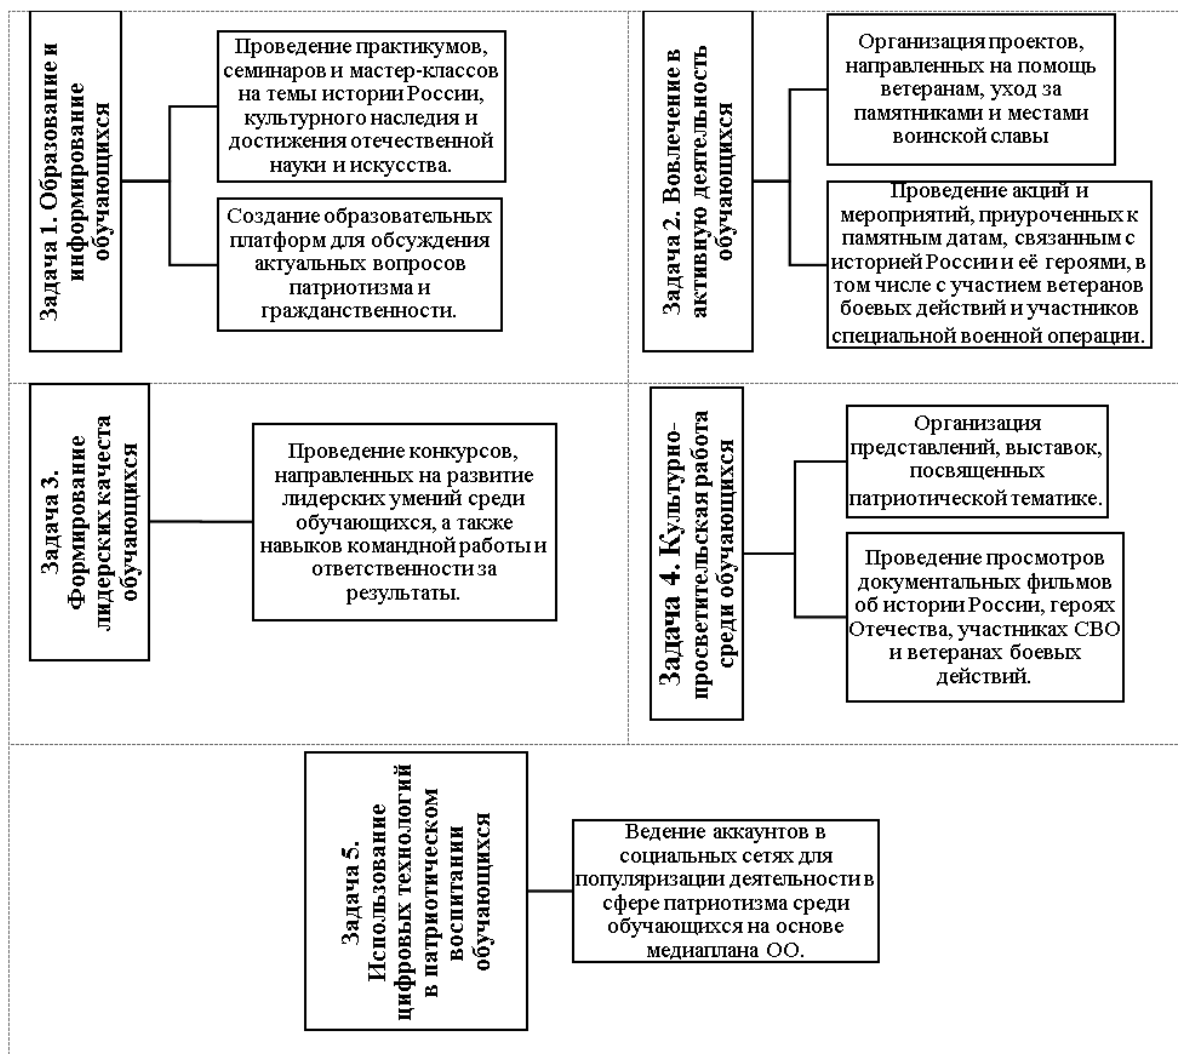 Задача 1. Образование и
информирование
обучающихся
Проведение практикумов,
семинаров и мастер-классов
на темы истории России,
культурного наследия и
достижения отечественной
науки и искусства.
Создание образовательных
платформ для обсуждения
актуальных вопросов
патриотизма и
гражданственности.
Задача 2. Вовлечение в
активную деятельность
обучающихся
Организация проектов,
направленных на помощь
ветеранам, уход за
памятниками и местами
воинской славы
Проведение акций и
мероприятий, приуроченных к
памятным датам, связанным с
историей России и её героями, в
том числе с участием ветеранов
боевых действий и участников
специальной военной операции.
Задача 3.
Формирование
лидерских качеста
обучающихся
Проведение конкурсов,
направленных на развитие
лидерских умений среди
обучающихся, а также
навыков командной работы и
ответственности за
результаты.
Задача 4. Культурно-
просветительская работа
среди обучающихся
Организация
представлений, выставок,
посвященных
патриотической тематике.
Проведение просмотров
документальных фильмов
об истории России, героях
Отечества, участниках СВО
и ветеранах боевых
действий.
Задача 5.
Использование
цифровых технологий
в патриотическом
воспитании
обучающихся
Ведение аккаунтов в
социальных сетях для
популяризации деятельности в
сфере патриотизма среди
обучающихся на основе
медиаплана ОО.